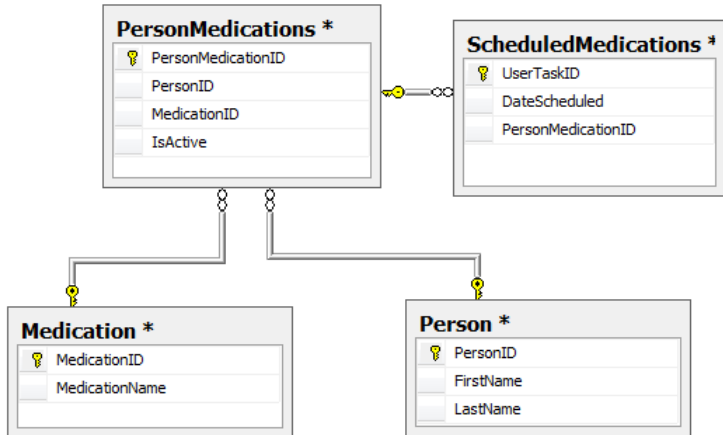 PersonMedications *
PersonMedicationID
PersonID
MedicationID
IsActive
ScheduledMedications *
UserTaskID
DateScheduled
PersonMedicationID
Medication *
MedicationID
MedicationName
Person *
PersonID
FirstName
LastName